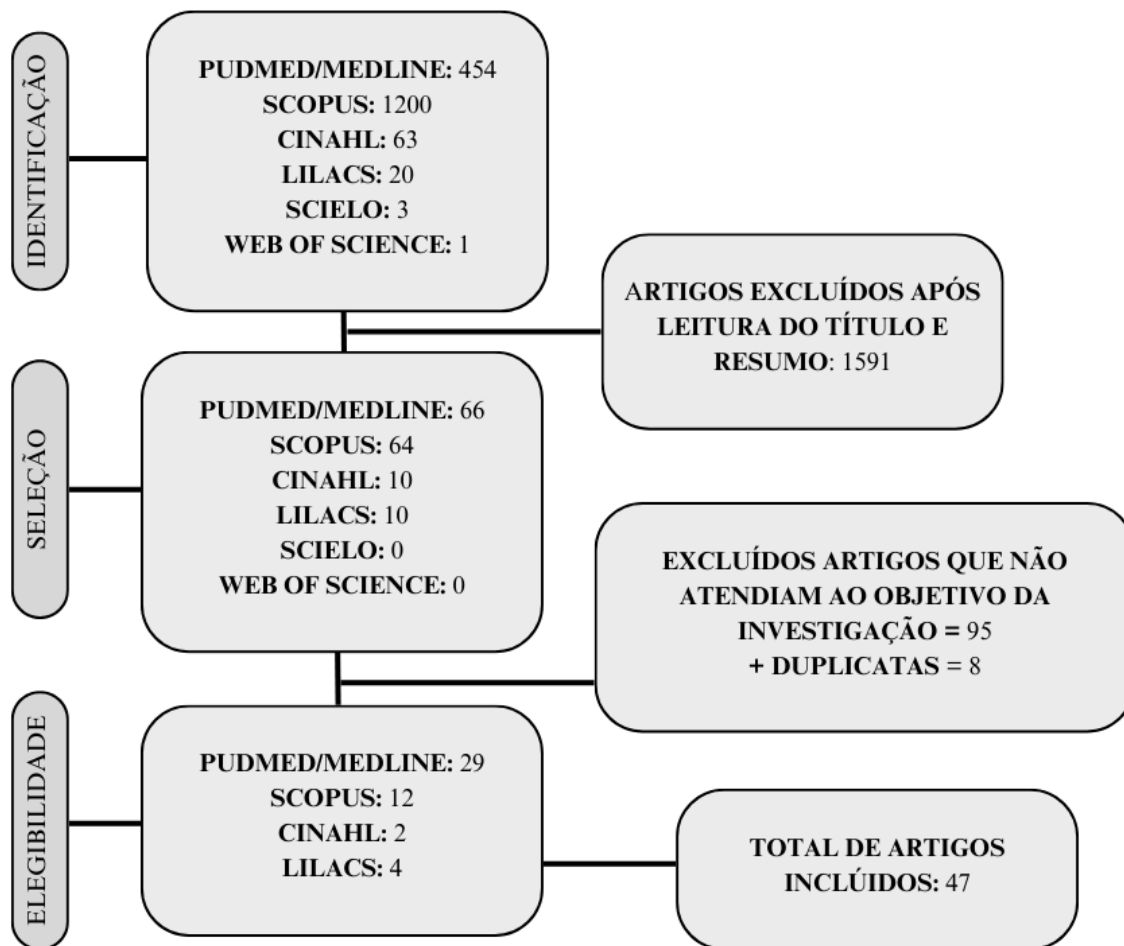 IDENTIFICAÇÃO
PUDMED/MEDLINE: 454
SCOPUS: 1200
CINAHL: 63
LILACS: 20
SCIELO: 3
WEB OF SCIENCE: 1
ARTIGOS EXCLUÍDOS APÓS
LEITURA DO TÍTULO E
RESUMO: 1591
SELEÇÃO
PUDMED/MEDLINE: 66
SCOPUS: 64
CINAHL: 10
LILACS: 10
SCIELO: 0
WEB OF SCIENCE: 0
EXCLUÍDOS ARTIGOS QUE NÃO
ATENDIAM AO OBJETIVO DA
INVESTIGAÇÃO = 95
+ DUPLICATAS = 8
ELEGIBILIDADE
PUDMED/MEDLINE: 29
SCOPUS: 12
CINAHL: 2
LILACS: 4
TOTAL DE ARTIGOS
INCLÚIDOS: 47